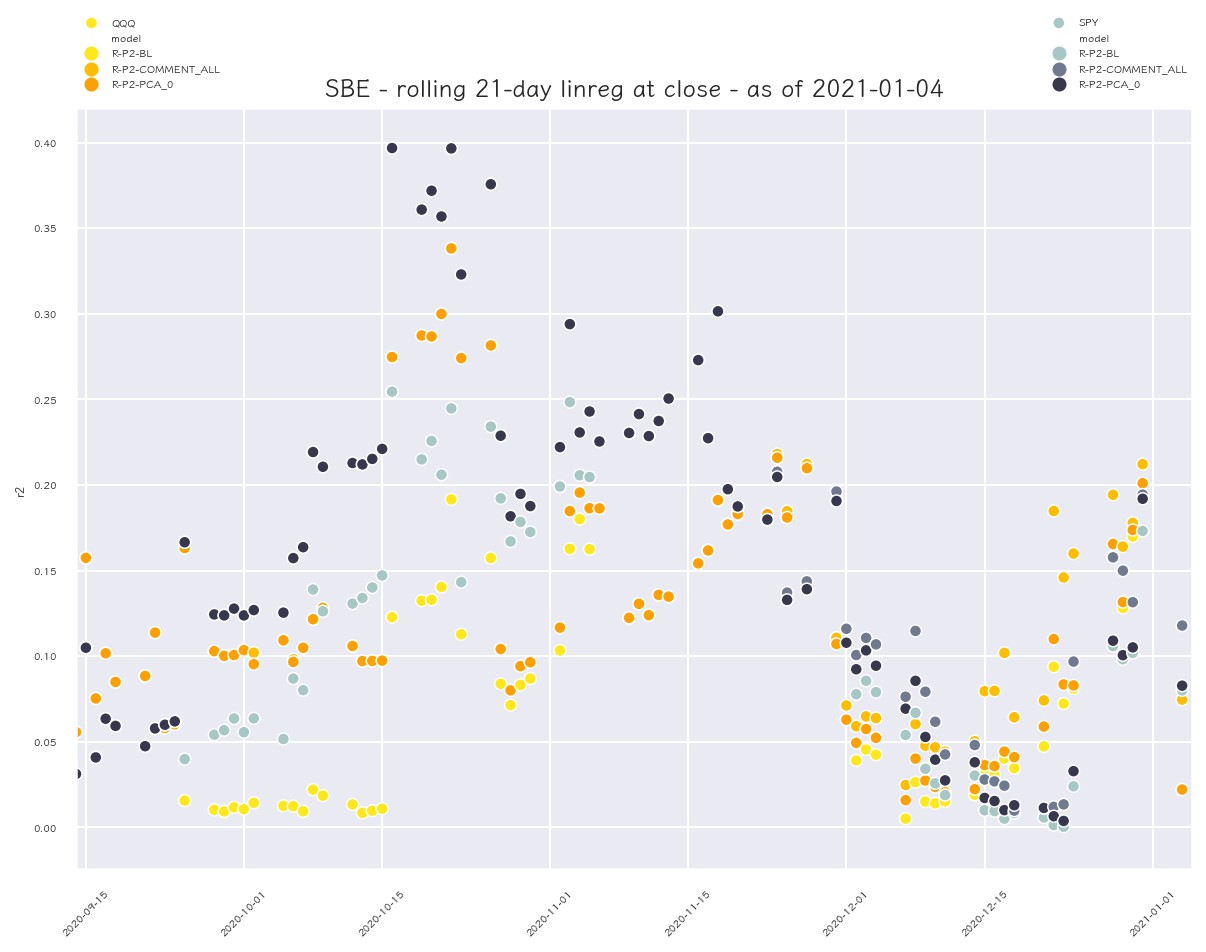 QQQ
model
R-P2-BL
R-P2-COMMENT_ALL
R-P2-PCA_0
SPY
model
R-P2-BL
R-P2-COMMENT_ALL
R-P2-PCA_0
SBE - rolling 21-day linreg at close - as of 2021-01-04
0.40
0.35
0.30
0.25
0.20
0.15
0.10
0.05
0.00
r2
2020-09-15
2020-10-01
2020-10-15
2020-11-01
2020-11-15
2020-12-01
2020-12-15
2021-01-01